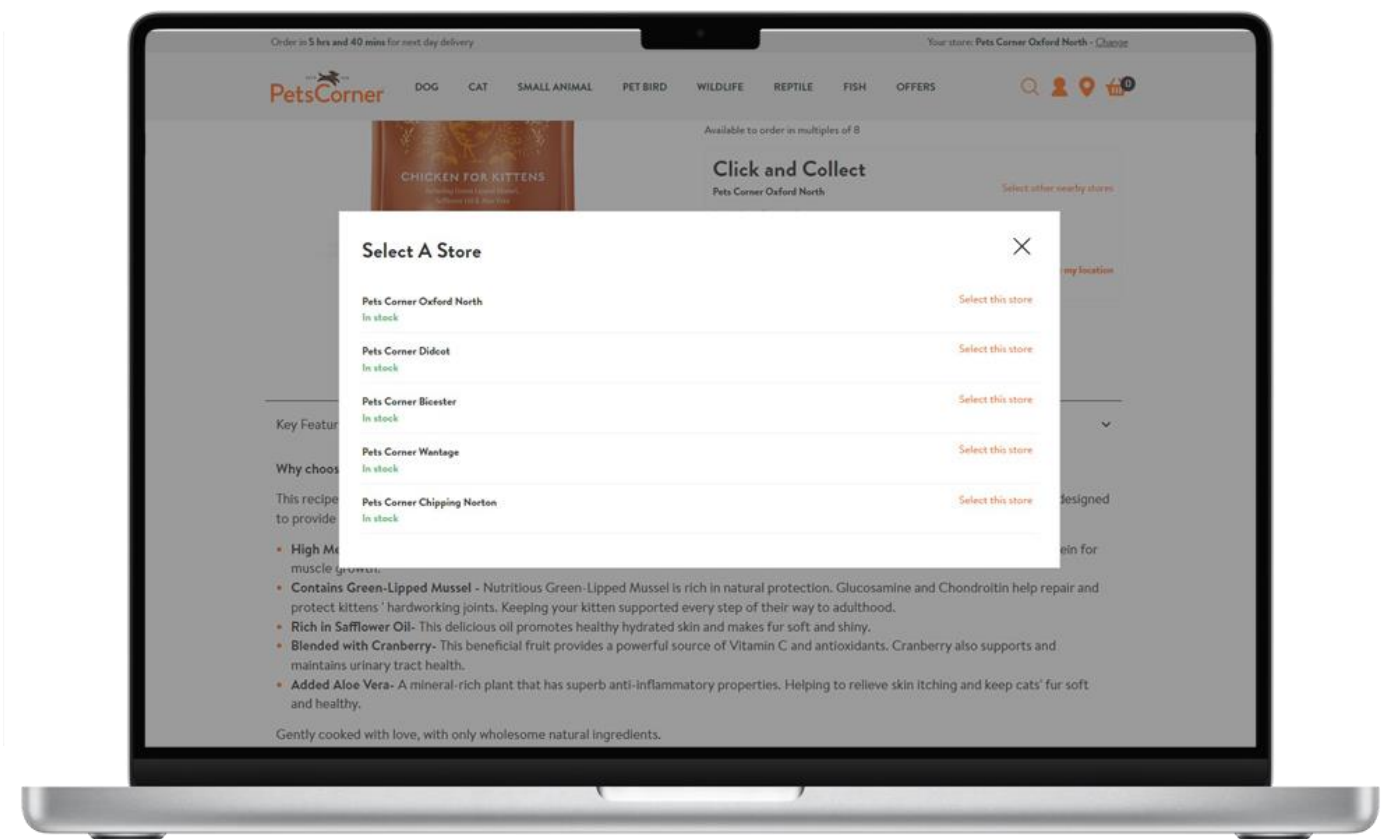 Order in 5 hrs and 40 mins for next day delivery
Your store: Pets Corner Oxford North - Change
PetsCorner
DOG CAT SMALL ANIMAL PET BIRD WILDLIFE REPTILE FISH OFFERS
0
Available to order in multiples of 8
CHICKEN FOR KITTENS
Click and Collect
Pets Corner Oxford North
Select other nearby stores
my location
Select A Store
Pets Corner Oxford North
Select this store
In stock
Pets Corner Didcot
Select this store
In stock
Pets Corner Bicester
Select this store
In stock
Pets Corner Wantage
Select this store
In stock
Pets Corner Chipping Norton
Select this store
In stock
Key Featur
Why choos
This recipe designed
to provide
• High Me ein for
muscle growth.
• Contains Green-Lipped Mussel - Nutritious Green-Lipped Mussel is rich in natural protection. Glucosamine and Chondroitin help repair and
protect kittens ' hardworking joints. Keeping your kitten supported every step of their way to adulthood.
• Rich in Safflower Oil- This delicious oil promotes healthy hydrated skin and makes fur soft and shiny.
• Blended with Cranberry- This beneficial fruit provides a powerful source of Vitamin C and antioxidants. Cranberry also supports and
maintains urinary tract health.
• Added Aloe Vera- A mineral-rich plant that has superb anti-inflammatory properties. Helping to relieve skin itching and keep cats' fur soft
and healthy.
Gently cooked with love, with only wholesome natural ingredients.